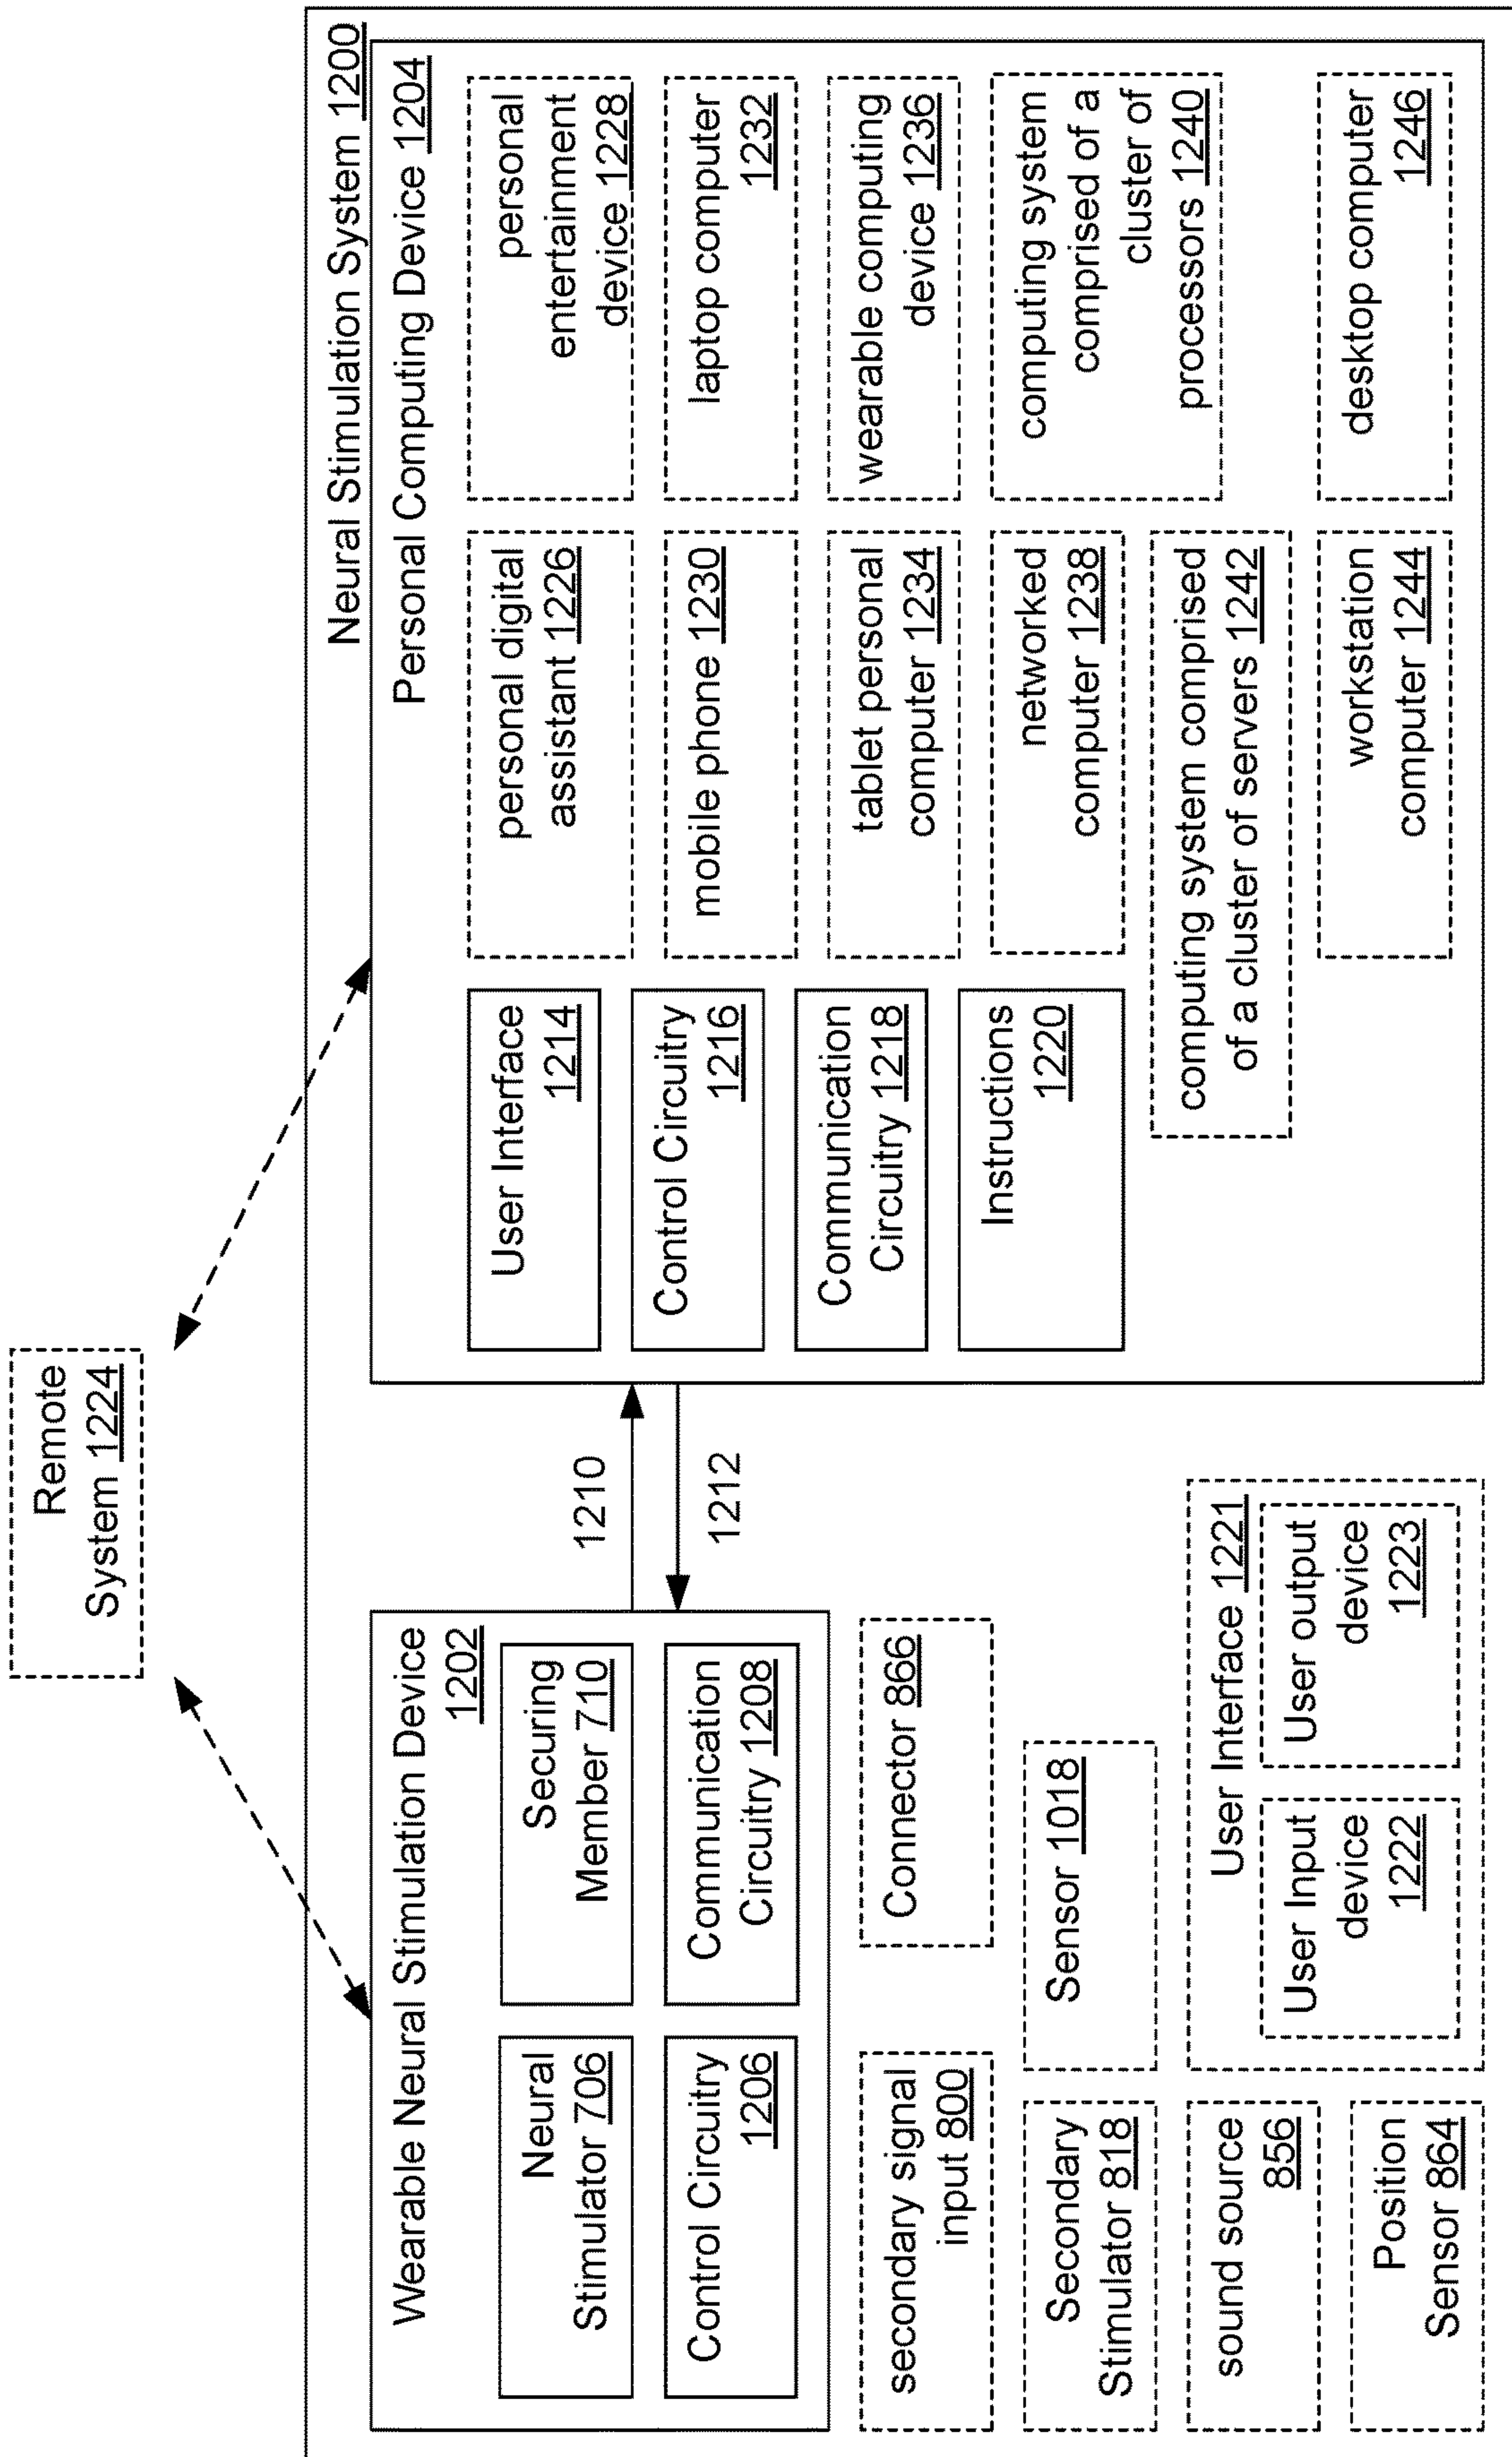 Remote
System 1224
Neural Stimulation System 1200
Wearable Neural Stimulation Device
1202
Neural
Stimulator 706
Securing
Member 710
Control Circuitry
1206
Communication
Circuitry 1208
secondary signal
input 800
Connector 866
Secondary
Stimulator 818
Sensor 1018
sound source
856
Position
Sensor 864
User Interface 1221
User Input
device
1222
User output
device
1223
1210
1212
Personal Computing Device 1204
User Interface
1214
Control Circuitry
1216
Communication
Circuitry 1218
Instructions
1220
personal digital
assistant 1226
personal
entertainment
device 1228
mobile phone 1230
laptop computer
1232
tablet personal
computer 1234
wearable computing
device 1236
networked
computer 1238
computing system
comprised of a
cluster of
processors 1240
computing system comprised
of a cluster of servers 1242
workstation
computer 1244
desktop computer
1246